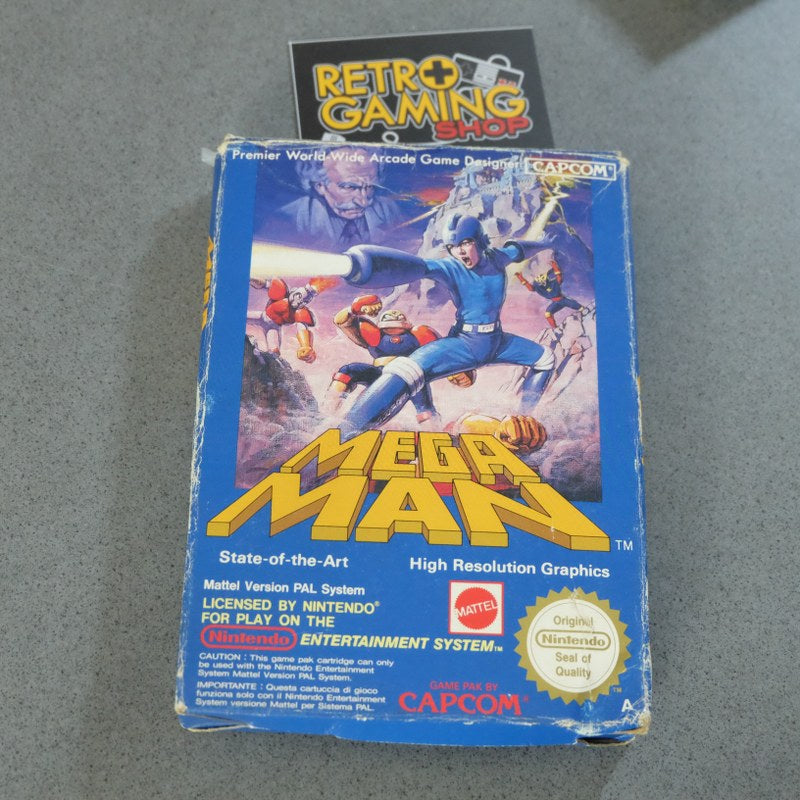 RETRO
GAMING
SHOP
Premier World-Wide Arcade Game Designer CAPCOM®
MEGA
MAN TM
State-of-the-Art
High Resolution Graphics
Mattel Version PAL System
LICENSED BY NINTENDO®
FOR PLAY ON THE
Nintendo ENTERTAINMENT SYSTEM™
CAUTION : This game pak cartridge can only
be used with the Nintendo Entertainment
System Mattel Version PAL System.
IMPORTANTE : Questa cartuccia di gioco
funziona solo con il Nintendo Entertainment
System versione Mattel per Sistema PAL.
MATTEL
GAME PAK BY
CAPCOM®
Original
Nintendo
Seal of
Quality
TM
A